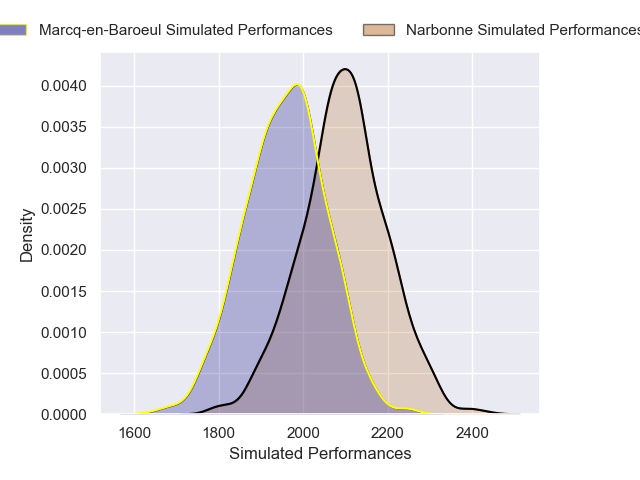 Marcq-en-Baroeul Simulated Performances
Narbonne Simulated Performances
0.0040
0.0035
0.0030
0.0025
0.0020
0.0015
0.0010
0.0005
0.0000
Density
1600 1800 2000 2200 2400
Simulated Performances